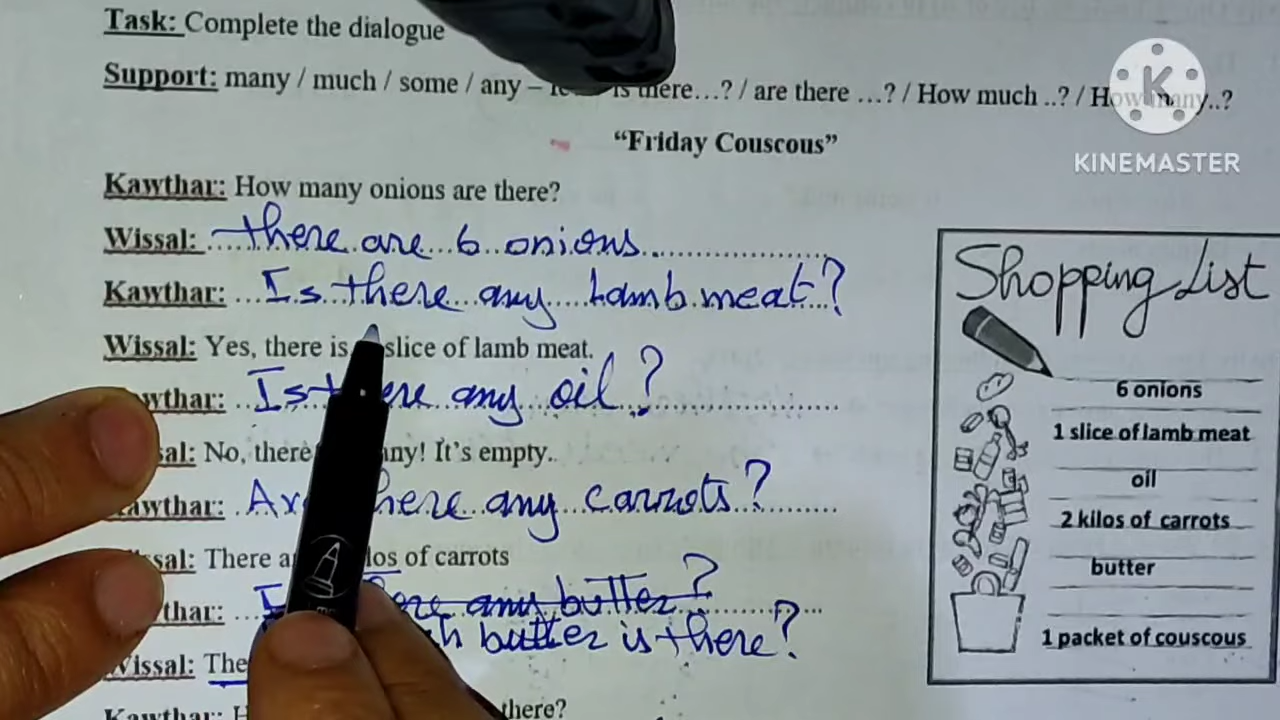 Task: Complete the dialogue
Support: many / much / some / any – is there…? / are there …? / How much ..? / How many..?
“Friday Couscous”
KINEMASTER
Kawthar: How many onions are there?
Wissal: there are 6 onions
Kawthar: Is there any Lamb meat?
Wissal: Yes, there is slice of lamb meat.
Is there any oil?
No, there any! It’s empty.
Are there any carrots?
There of carrots
there any butter?
butter is there?
Wissal:
Kawthar: there?
Shopping List
6 onions
1 slice of lamb meat
oil
2 kilos of carrots
butter
1 packet of couscous